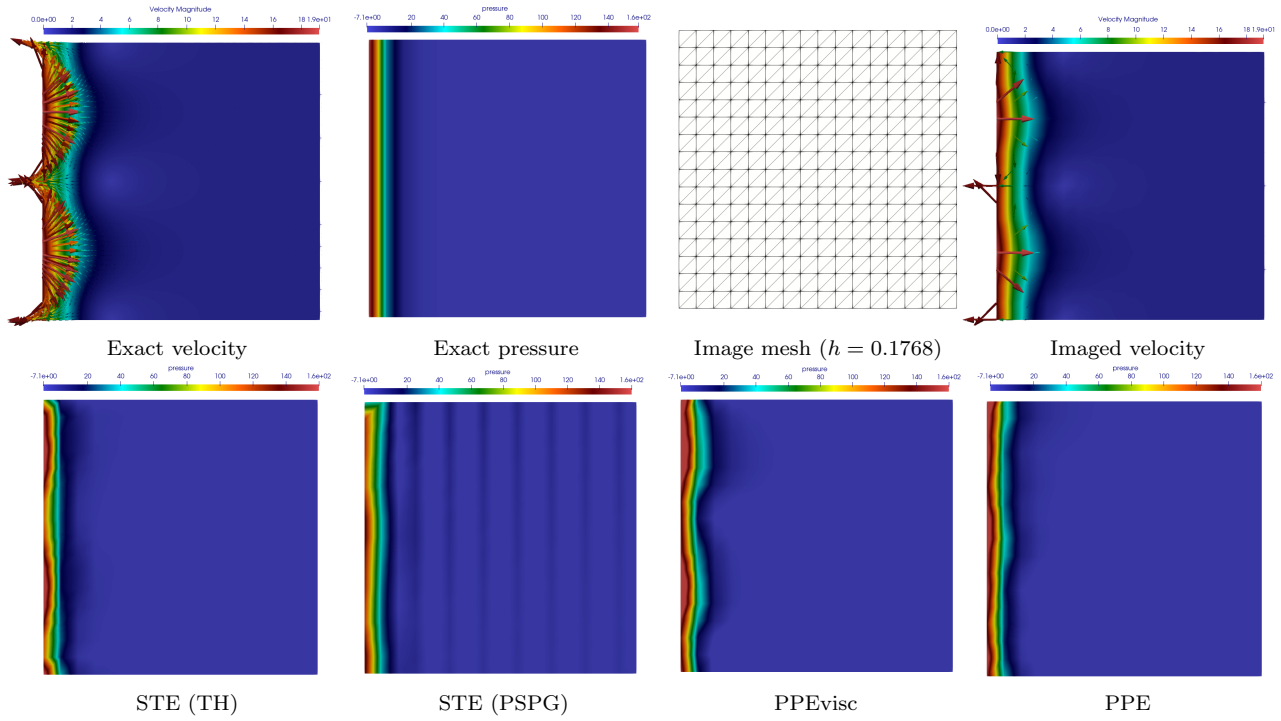 Velocity Magnitude
0.0e+00 2 4 6 8 10 12 14 16 18 1.9e+01
pressure
-7.1e+00 0 20 40 60 80 100 120 140 1.6e+02
Velocity Magnitude
0.0e+00 2 4 6 8 10 12 14 16 18 1.9e+01
Exact velocity
Exact pressure
Image mesh (h = 0.1768)
Imaged velocity
pressure
-7.1e+00 20 40 60 80 100 120 140 1.6e+02
pressure
-7.1e+00 20 40 60 80 100 120 140 1.6e+02
pressure
-7.1e+00 20 40 60 80 100 120 140 1.6e+02
pressure
-7.1e+00 20 40 60 80 100 120 140 1.6e+02
STE (TH)
STE (PSPG)
PPEvisc
PPE